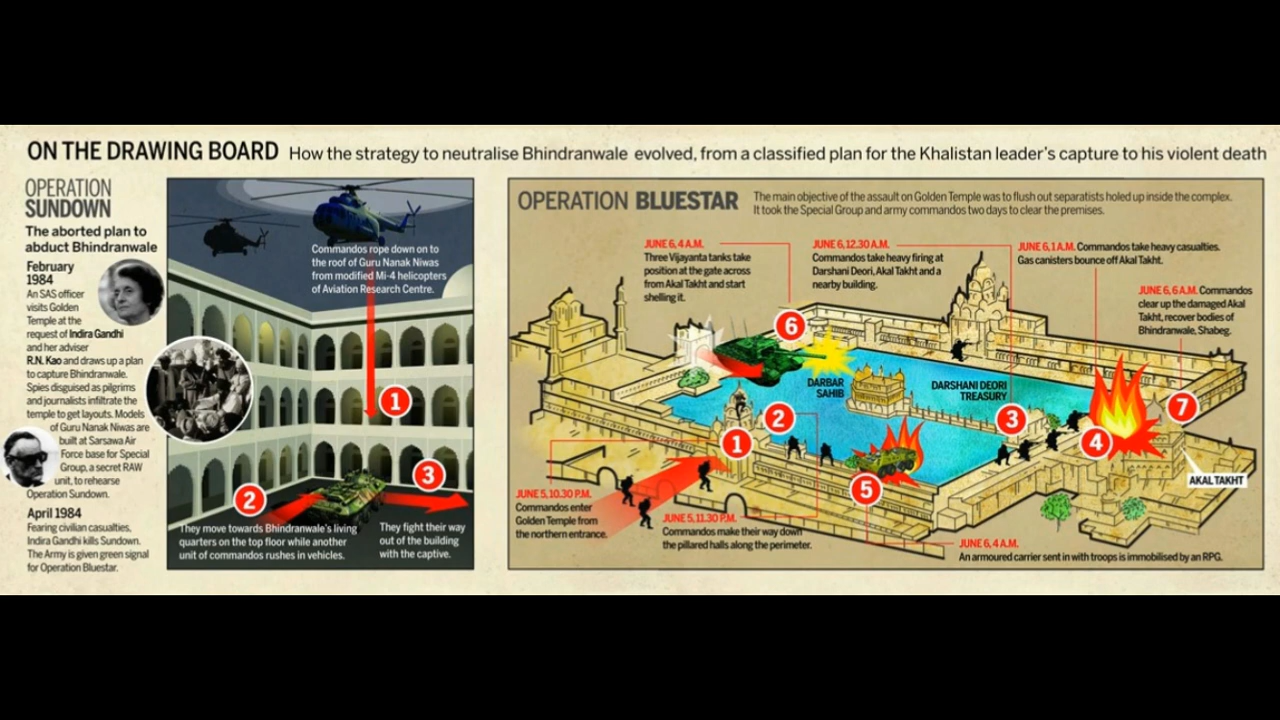 ON THE DRAWING BOARD How the strategy to neutralise Bhindranwale evolved, from a classified plan for the Khalistan leader's capture to his violent death
OPERATION
SUNDOWN
The aborted plan to
abduct Bhindranwale
February
1984
An SAS officer
visits Golden
Temple at the
request of Indira Gandhi
and her adviser
R.N. Kao and draws up a plan
to capture Bhindranwale.
Spies disguised as pilgrims
and journalists infiltrate the
temple to get layouts. Models
of Guru Nanak Niwas are
built at Sarsawa Air
Force base for Special
Group, a secret RAW
unit, to rehearse
Operation Sundown.
April 1984
Fearing civilian casualties,
Indira Gandhi kills Sundown.
The Army is given green signal
for Operation Bluestar.
Commandos rope down on to
the roof of Guru Nanak Niwas
from modified Mi-4 helicopters
of Aviation Research Centre.
1
2
3
They move towards Bhindranwale's living
quarters on the top floor while another
unit of commandos rushes in vehicles.
They fight their way
out of the building
with the captive.
OPERATION BLUESTAR
The main objective of the assault on Golden Temple was to flush out separatists holed up inside the complex.
It took the Special Group and army commandos two days to clear the premises.
JUNE 6, 4 A.M.
Three Vijayanta tanks take
position at the gate across
from Akal Takht and start
shelling it.
JUNE 6, 12.30 A.M.
Commandos take heavy firing at
Darshani Deori, Akal Takht and a
nearby building.
JUNE 6, 1 A.M. Commandos take heavy casualties.
Gas canisters bounce off Akal Takht.
JUNE 6, 6 A.M. Commandos
clear up the damaged Akal
Takht, recover bodies of
Bhindranwale, Shabeg.
6
DARBAR
SAHIB
DARSHANI DEORI
TREASURY
1
2
3
4
5
7
AKAL TAKHT
JUNE 5, 10.30 P.M.
Commandos enter
Golden Temple from
the northern entrance.
JUNE 5, 11.30 P.M.
Commandos make their way down
the pillared halls along the perimeter.
JUNE 6, 4 A.M.
An armoured carrier sent in with troops is immobilised by an RPG.